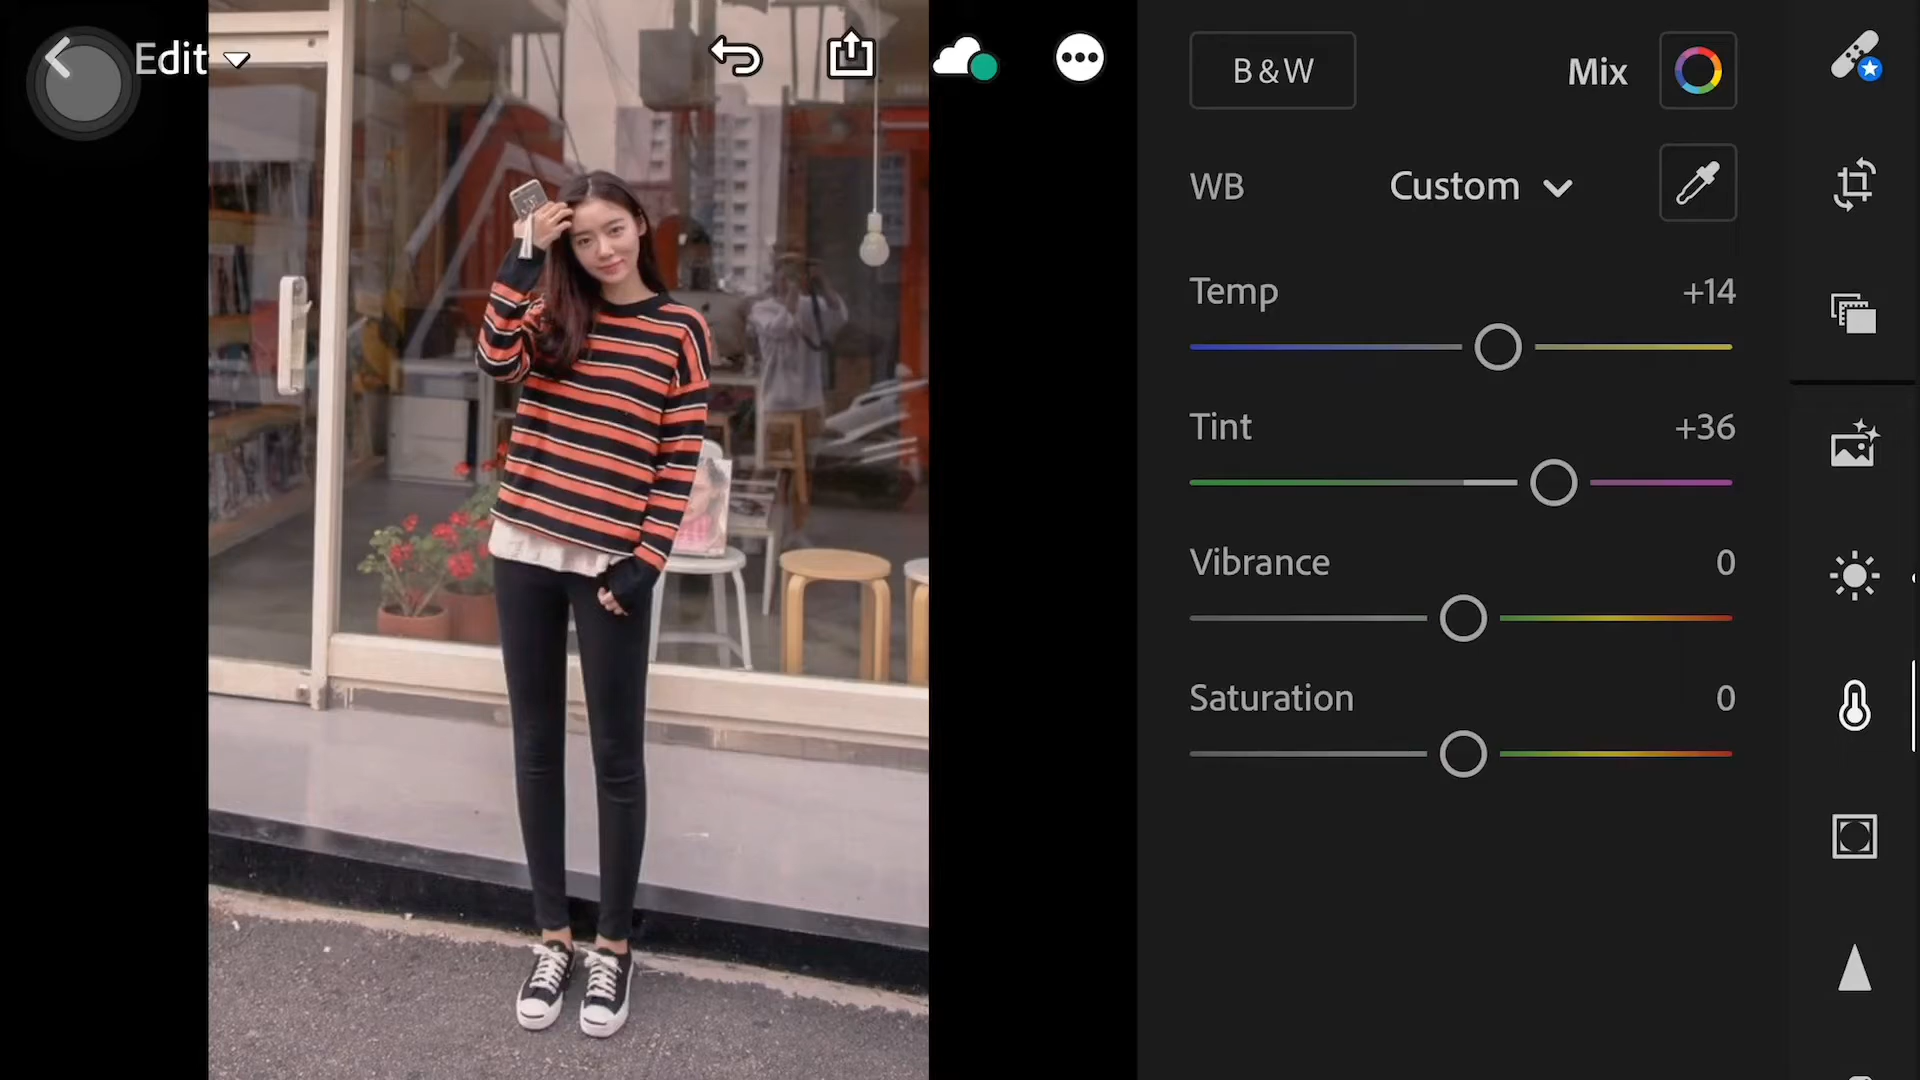 Edit
B&W
Mix
WB
Custom
Temp
+14
Tint
+36
Vibrance
0
Saturation
0